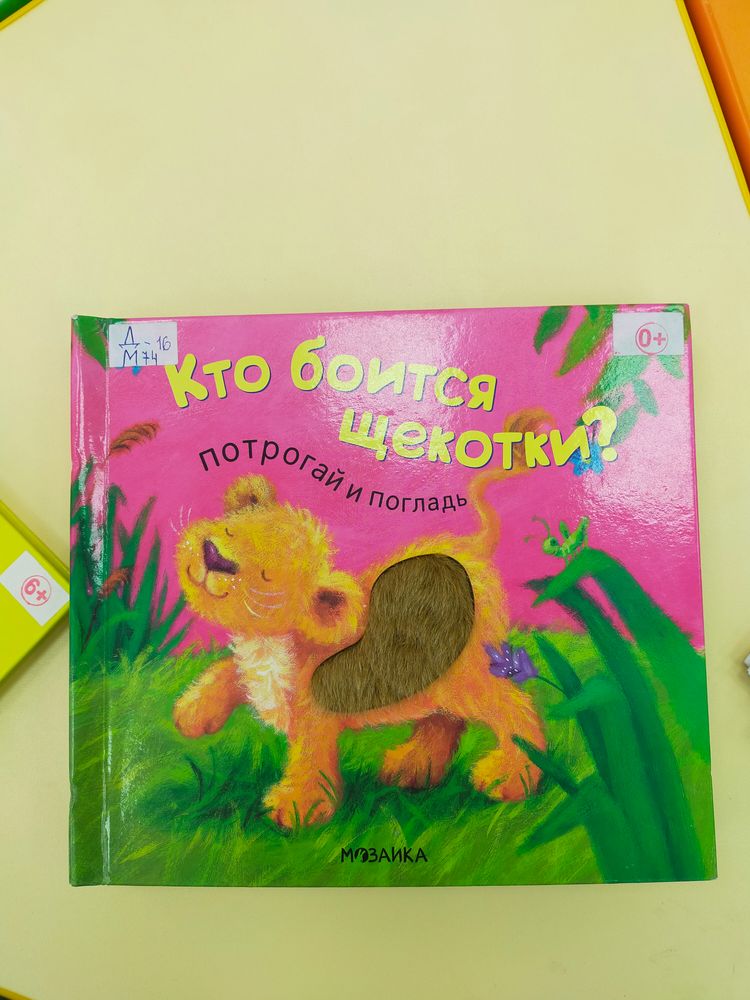 Д-16
М74
0+
Кто боится
щекотки?
потрогай и погладь
6+
МОЗАИКА